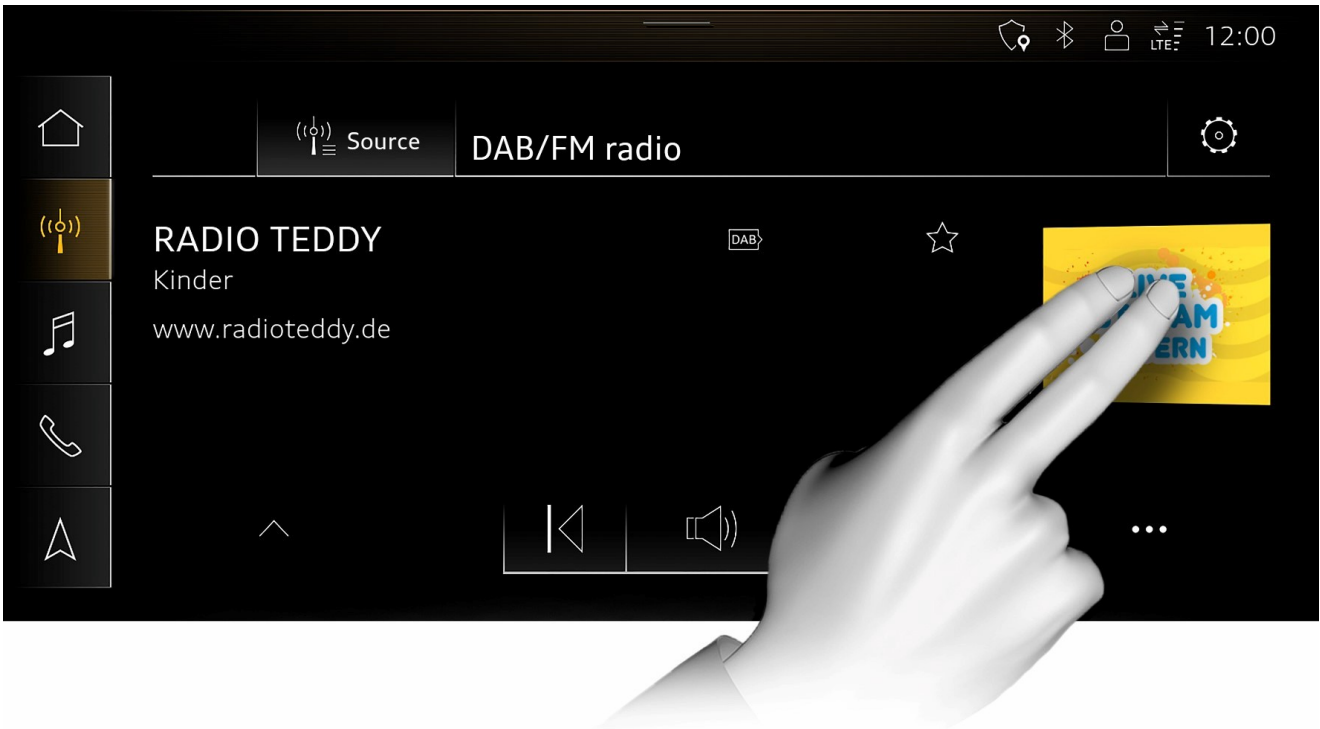 LTE 12:00
Source DAB/FM radio
RADIO TEDDY DAB
Kinder
www.radioteddy.de